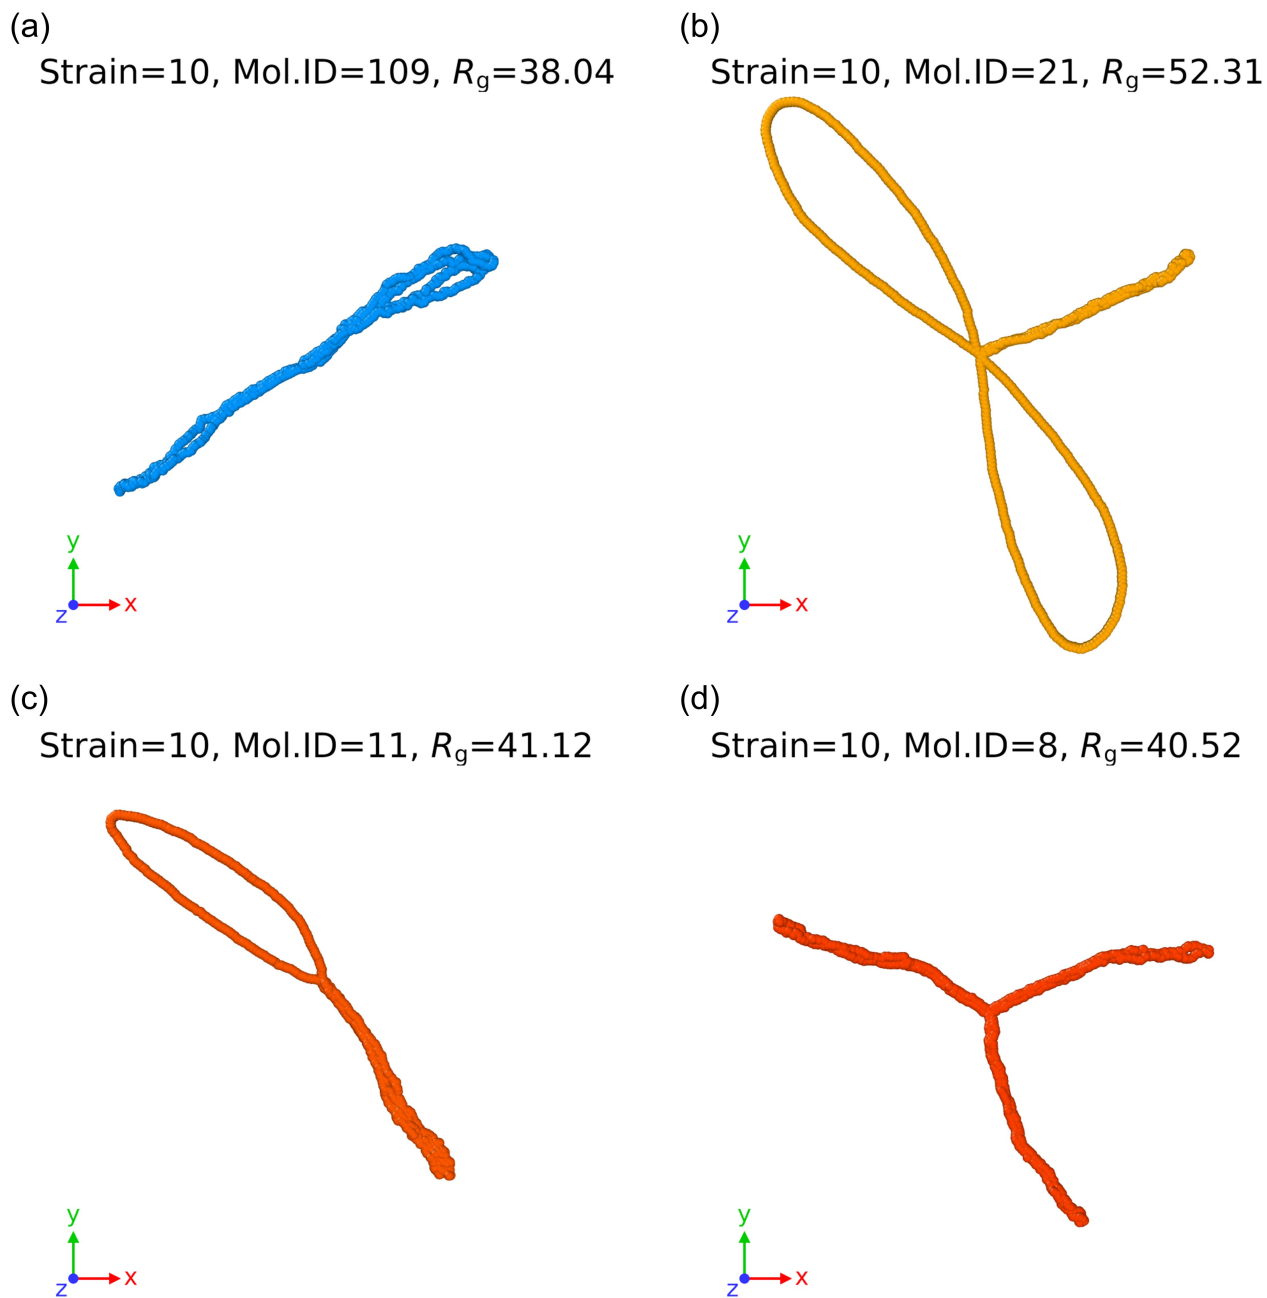 (a)
Strain=10, Mol.ID=109, Rg=38.04
y
z x
(b)
Strain=10, Mol.ID=21, Rg=52.31
y
z x
(c)
Strain=10, Mol.ID=11, Rg=41.12
y
z x
(d)
Strain=10, Mol.ID=8, Rg=40.52
y
z x